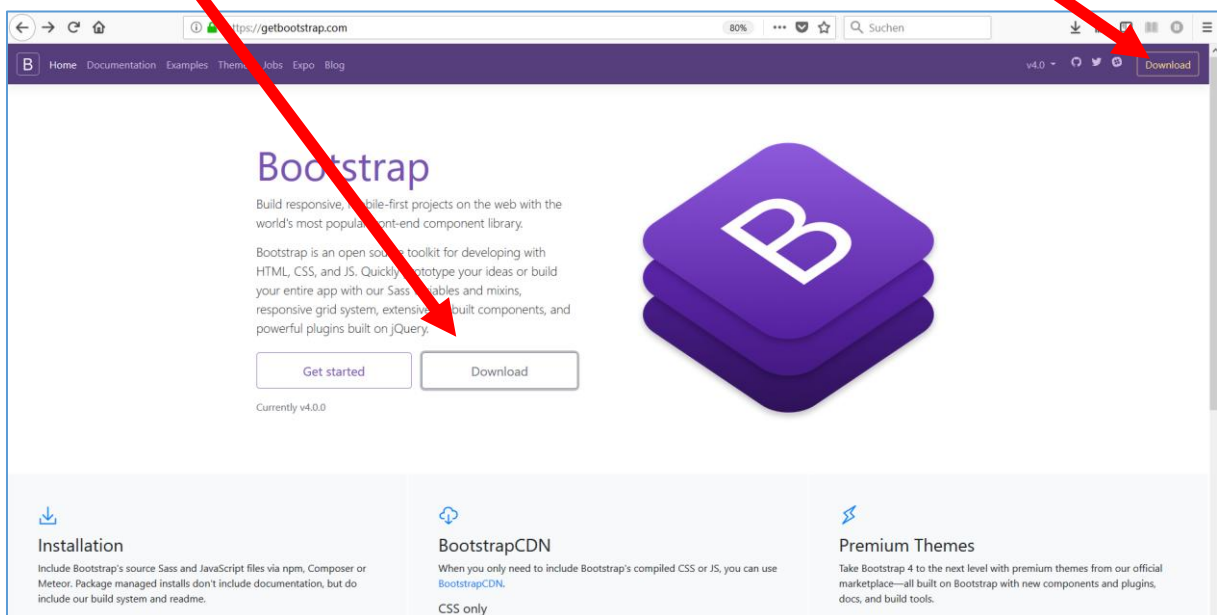 https://getbootstrap.com
80%
Suchen
B Home Documentation Examples Themes Jobs Expo Blog
v4.0
Download
Bootstrap
Build responsive, mobile-first projects on the web with the
world's most popular front-end component library.
Bootstrap is an open source toolkit for developing with
HTML, CSS, and JS. Quickly prototype your ideas or build
your entire app with our Sass variables and mixins,
responsive grid system, extensive prebuilt components, and
powerful plugins built on jQuery.
B
Get started
Download
Currently v4.0.0
Installation
Include Bootstrap's source Sass and JavaScript files via npm, Composer or
Meteor. Package managed installs don't include documentation, but do
include our build system and readme.
BootstrapCDN
When you only need to include Bootstrap's compiled CSS or JS, you can use
BootstrapCDN.
CSS only
Premium Themes
Take Bootstrap 4 to the next level with premium themes from our official
marketplace—all built on Bootstrap with new components and plugins,
docs, and build tools.